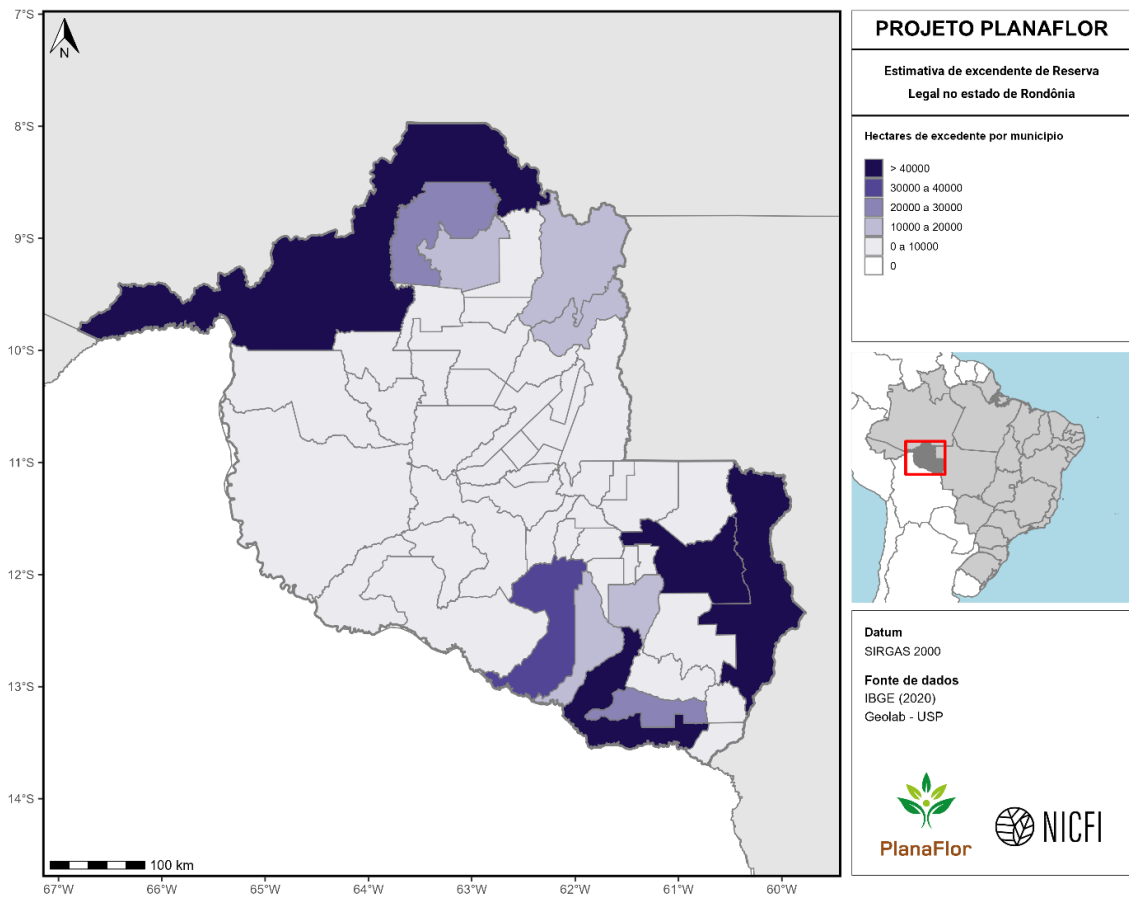 PROJETO PLANAFLOR
Estimativa de excendente de Reserva
Legal no estado de Rondônia
Hectares de excedente por municipio
> 40000
30000 a 40000
20000 a 30000
10000 a 20000
0 a 10000
0
7°S
8°S
9°S
10°S
11°S
12°S
13°S
14°S
N
100 km
67°W
66°W
65°W
64°W
63°W
62°W
61°W
60°W
Datum
SIRGAS 2000
Fonte de dados
IBGE (2020)
Geolab - USP
PlanaFlor
NICFI